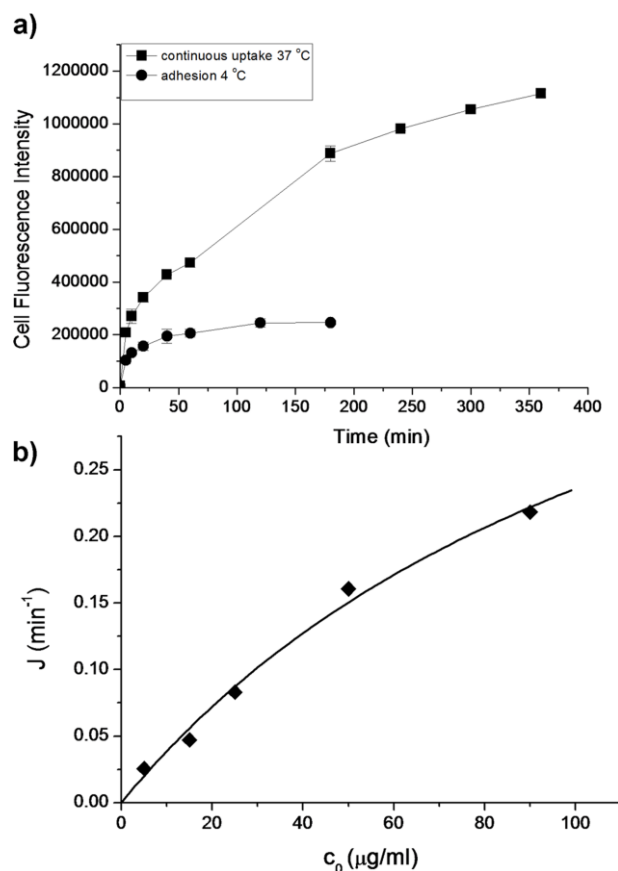 a)
continuous uptake 37 °C
adhesion 4 °C
1200000
1000000
800000
600000
400000
200000
0
Cell Fluorescence Intensity
0 50 100 150 200 250 300 350 400
Time (min)
b)
0.25
0.20
0.15
0.10
0.05
0.00
J (min⁻¹)
0 20 40 60 80 100
c₀ (μg/ml)